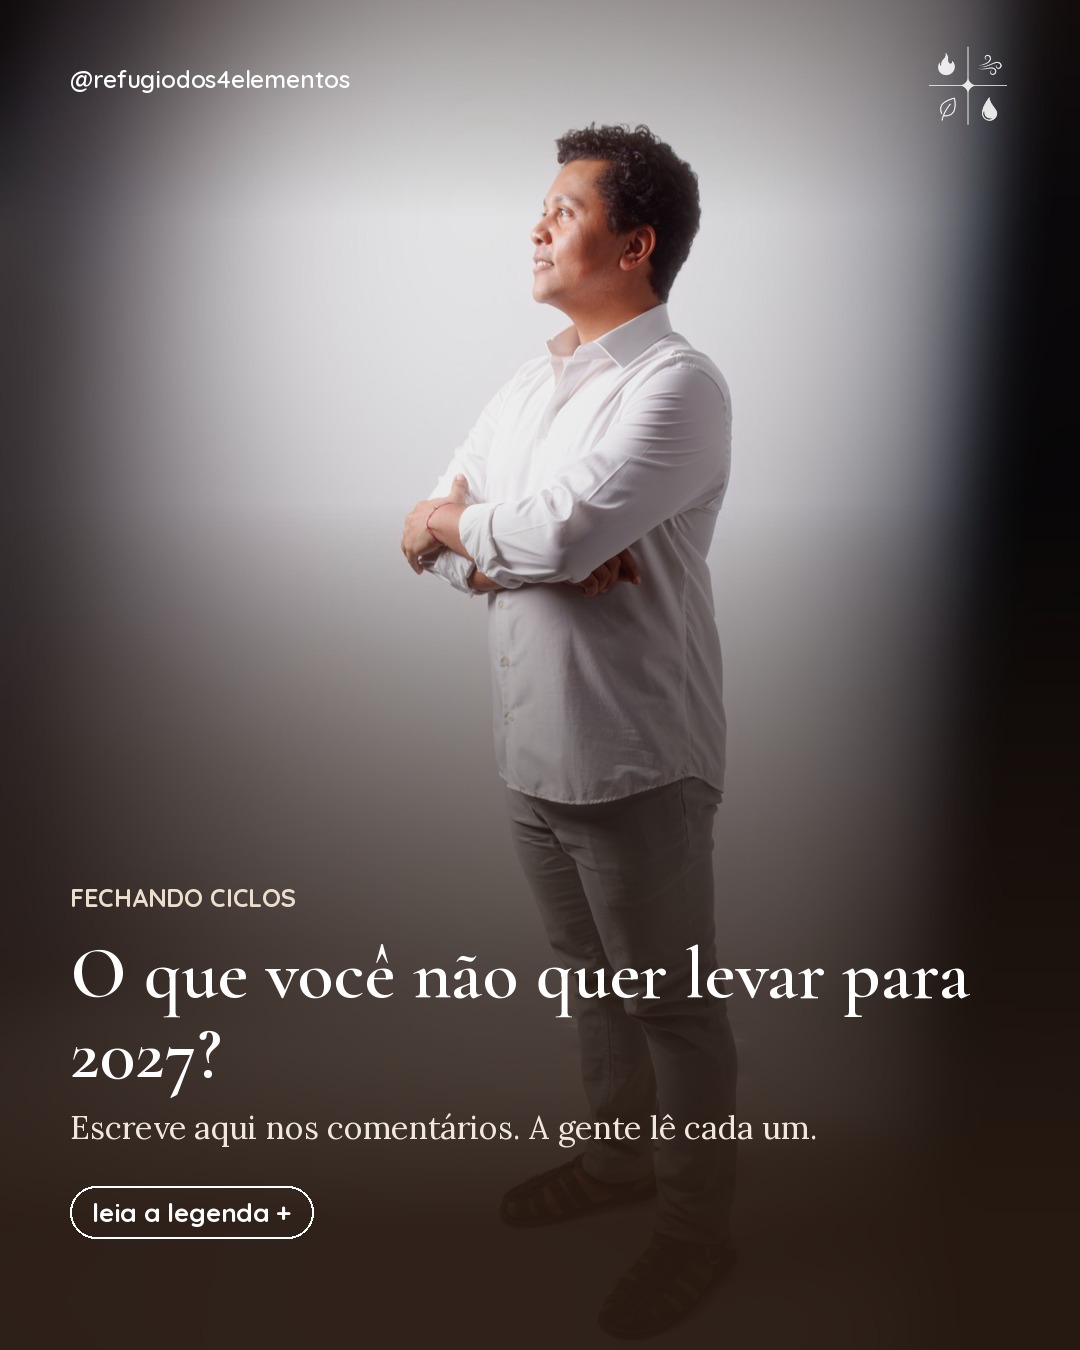 @refugiodos4elementos
FECHANDO CICLOS
O que você não quer levar para
2027?
Escreve aqui nos comentários. A gente lê cada um.
leia a legenda +